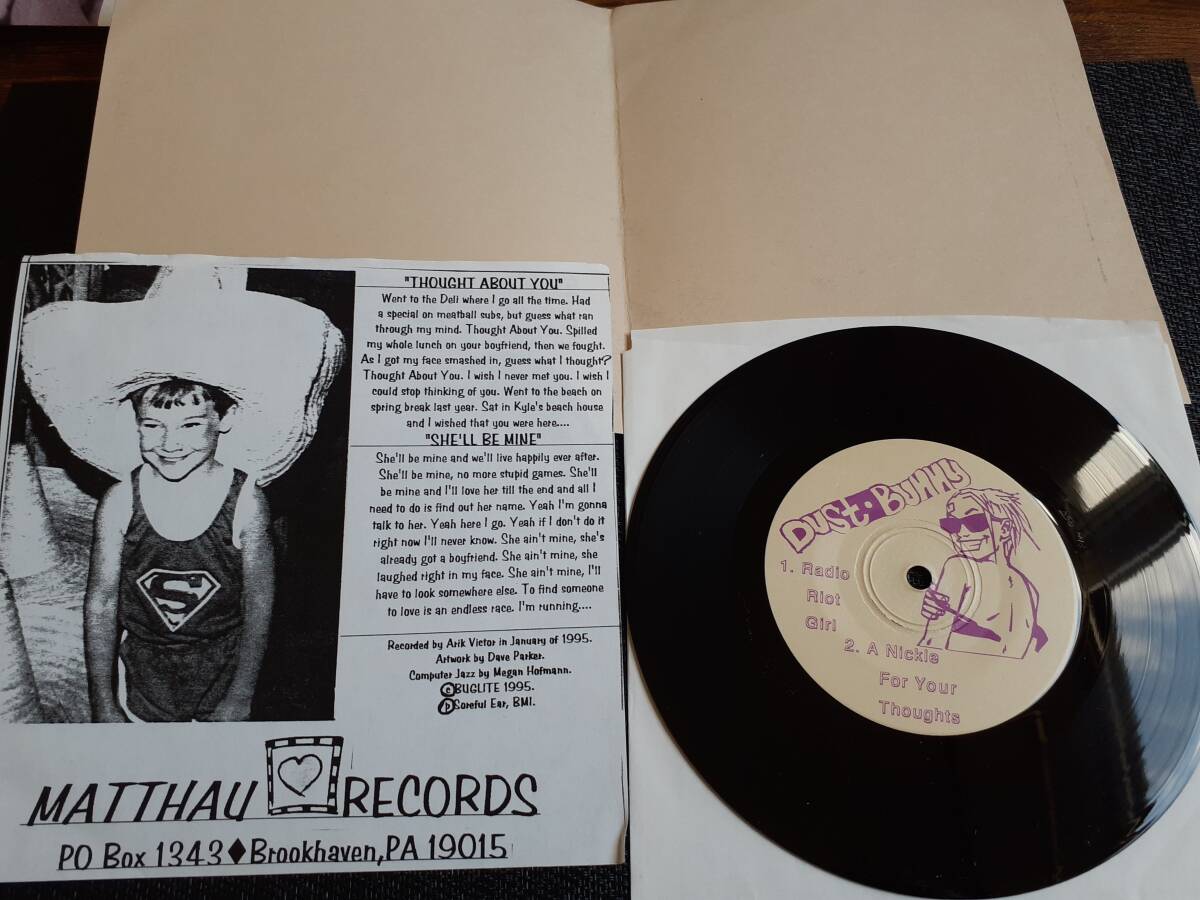 "THOUGHT ABOUT YOU"
Went to the Deli where I go all the time. Had
a special on meatball subs, but guess what ran
through my mind. Thought About You. Spilled
my whole lunch on your boyfriend, then we fought.
As I got my face smashed in, guess what I thought?
Thought About You. I wish I never met you. I wish I
could stop thinking of you. Went to the beach on
spring break last year. Sat in Kyle's beach house
and I wished that you were here....
"SHE'LL BE MINE"
She'll be mine and we'll live happily ever after.
She'll be mine, no more stupid games. She'll
be mine and I'll love her till the end and all I
need to do is find out her name. Yeah I'm gonna
talk to her. Yeah here I go. Yeah if I don't do it
right now I'll never know. She ain't mine, she's
already got a boyfriend. She ain't mine, she
laughed right in my face. She ain't mine, I'll
have to look somewhere else. To find someone
to love is an endless race. I'm running....
Recorded by Arik Victor in January of 1995.
Artwork by Dave Parker.
Computer Jazz by Megan Hofmann.
©BUGLITE 1995.
℗Soreful Ear, BMI.
S
MATTHAU RECORDS
PO Box 1343♦Brookhaven, PA 19015
DUST BUNNY
1. Radio
Riot
Girl
2. A Nickle
For Your
Thoughts